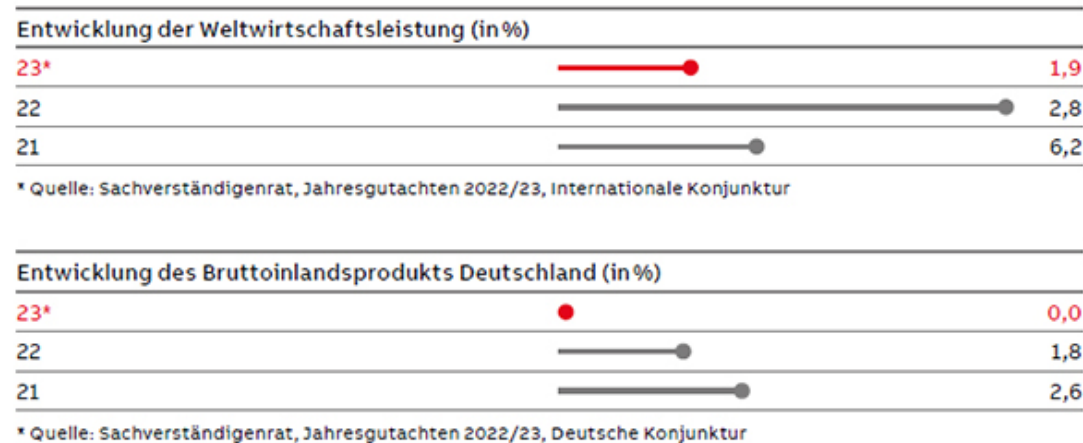 Entwicklung der Weltwirtschaftsleistung (in %)
23* 1,9
22 2,8
21 6,2
* Quelle: Sachverständigenrat, Jahresgutachten 2022/23, Internationale Konjunktur
Entwicklung des Bruttoinlandsprodukts Deutschland (in %)
23* 0,0
22 1,8
21 2,6
* Quelle: Sachverständigenrat, Jahresgutachten 2022/23, Deutsche Konjunktur